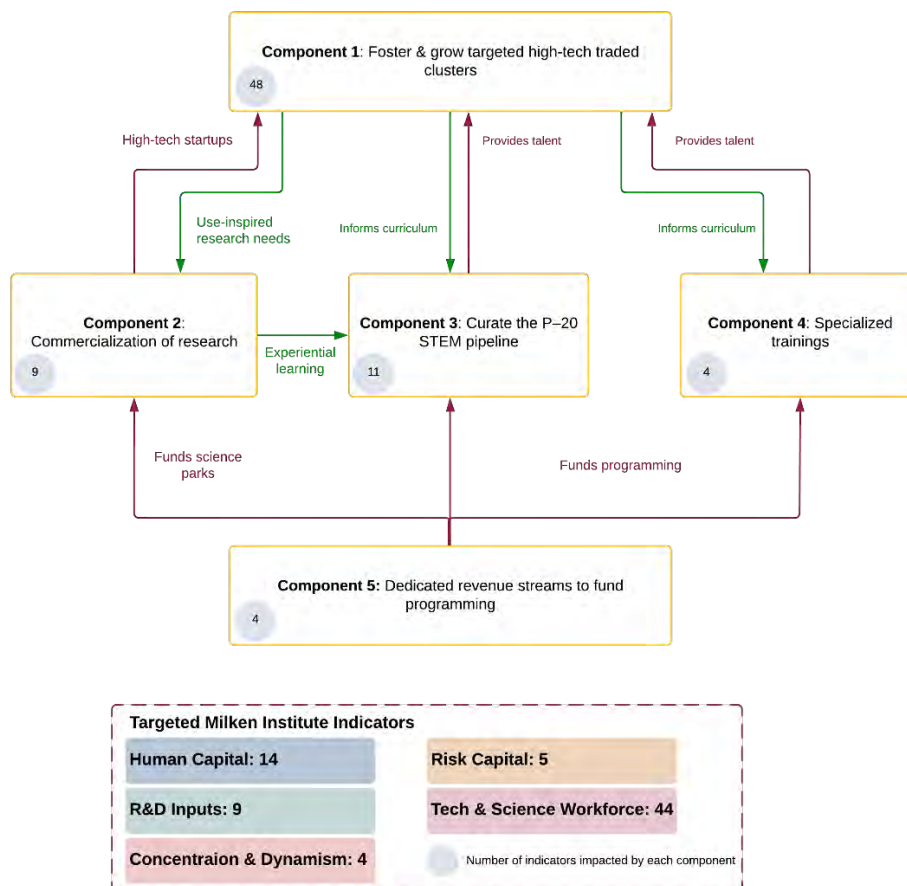 Component 1: Foster & grow targeted high-tech traded
clusters
48
High-tech startups
Provides talent
Provides talent
Use-inspired
research needs
Informs curriculum
Informs curriculum
Component 2:
Commercialization of research
9
Experiential
learning
Component 3: Curate the P–20
STEM pipeline
11
Component 4: Specialized
trainings
4
Funds science
parks
Funds programming
Component 5: Dedicated revenue streams to fund
programming
4
Targeted Milken Institute Indicators
Human Capital: 14
Risk Capital: 5
R&D Inputs: 9
Tech & Science Workforce: 44
Concentraion & Dynamism: 4
Number of indicators impacted by each component